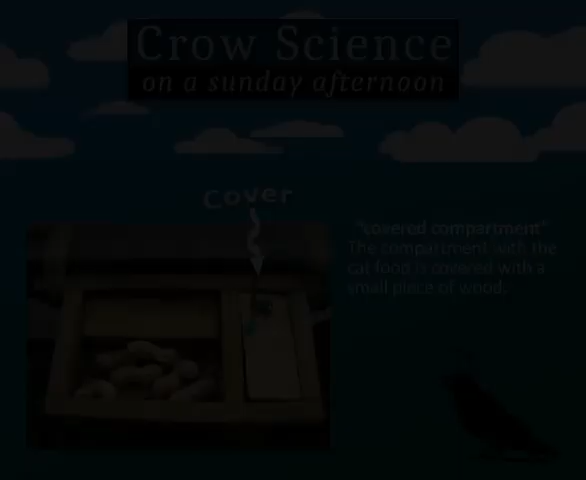 Crow Science
on a sunday afternoon
Cover
"covered compartment"
The compartment with the
cat food is covered with a
small piece of wood.